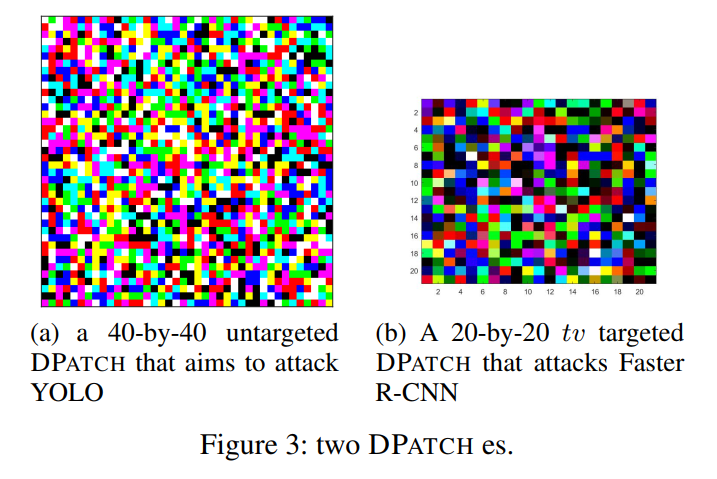 2
4
6
8
10
12
14
16
18
20
2 4 6 8 10 12 14 16 18 20
(a) a 40-by-40 untargeted
DPATCH that aims to attack
YOLO
(b) A 20-by-20 tv targeted
DPATCH that attacks Faster
R-CNN
Figure 3: two DPATCH es.